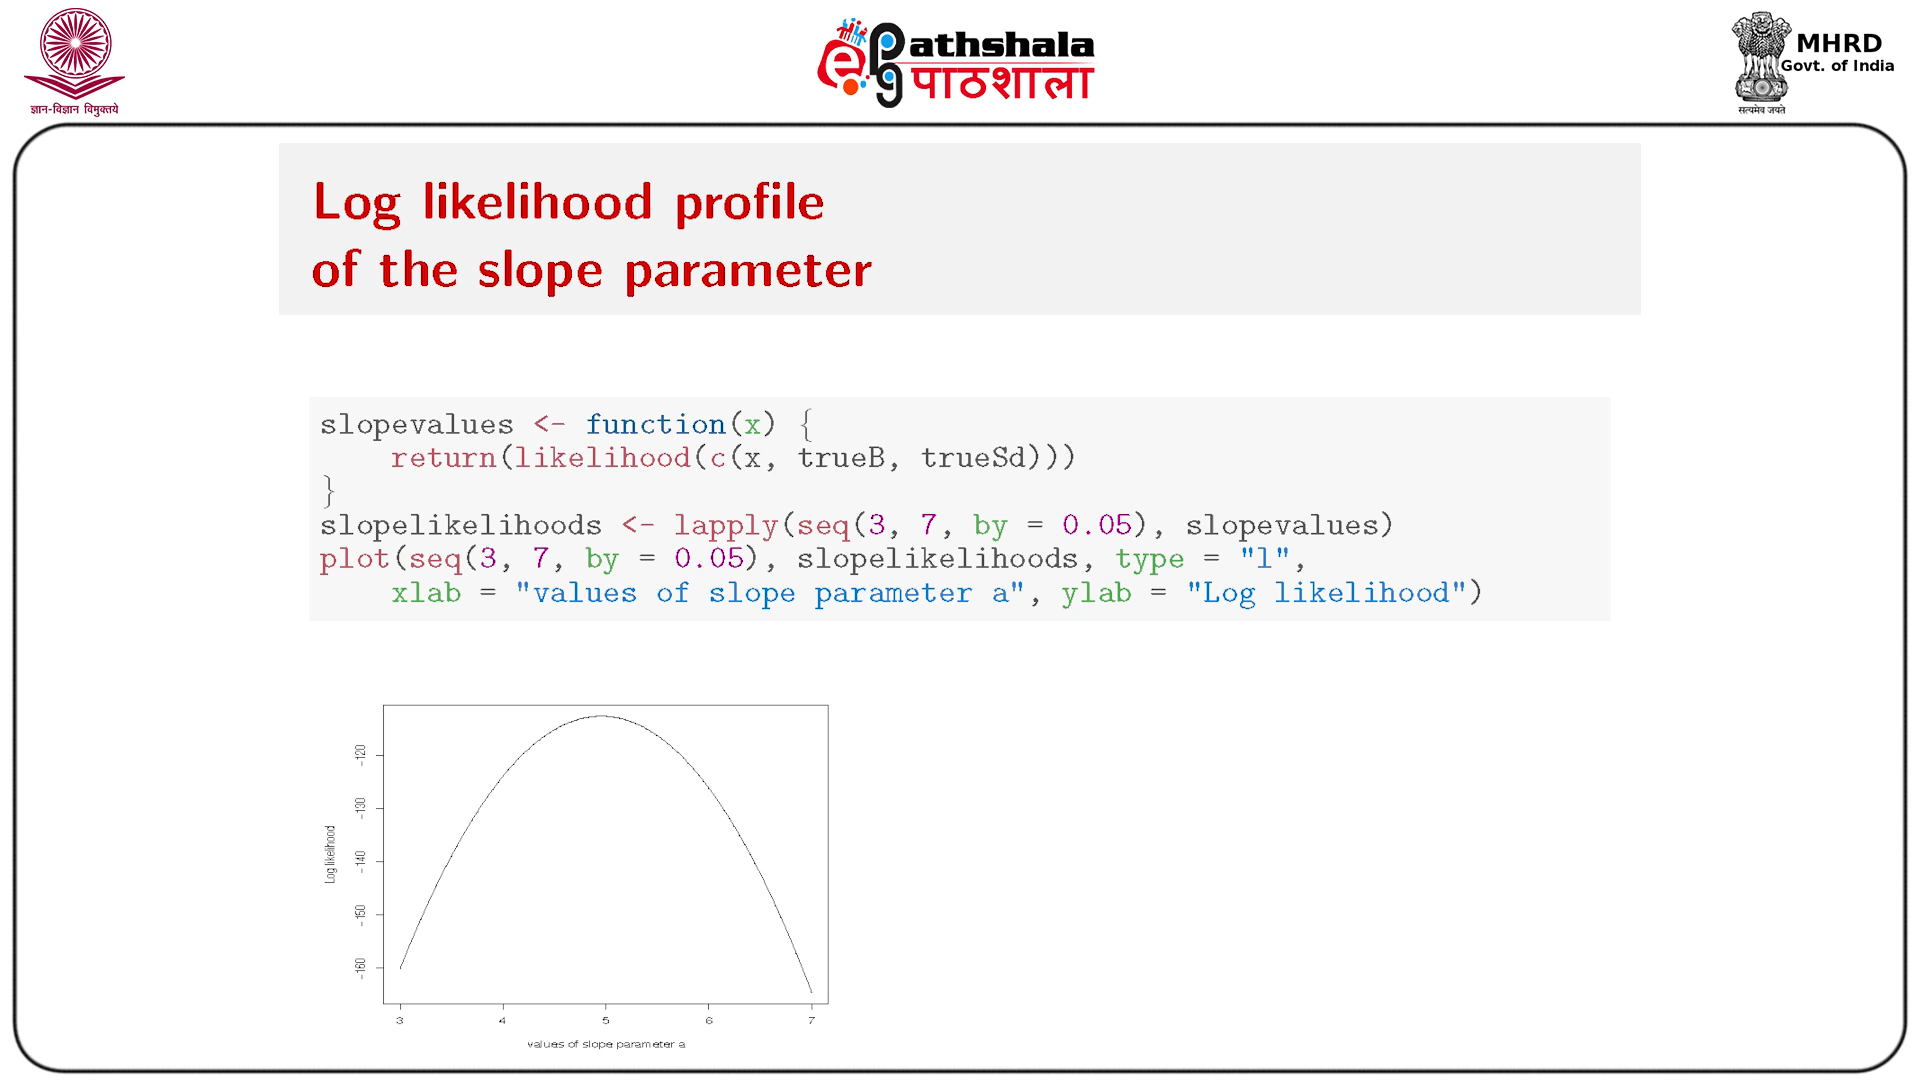 ज्ञान-विज्ञान विमुक्तये
e
pg
Pathshala
पाठशाला
MHRD
Govt. of India
सत्यमेव जयते
Log likelihood profile
of the slope parameter
slopevalues <- function(x) {
    return(likelihood(c(x, trueB, trueSd)))
}
slopelikelihoods <- lapply(seq(3, 7, by = 0.05), slopevalues)
plot(seq(3, 7, by = 0.05), slopelikelihoods, type = "l",
    xlab = "values of slope parameter a", ylab = "Log likelihood")
Log likelihood
-120
-130
-140
-150
-160
3 4 5 6 7
values of slope parameter a